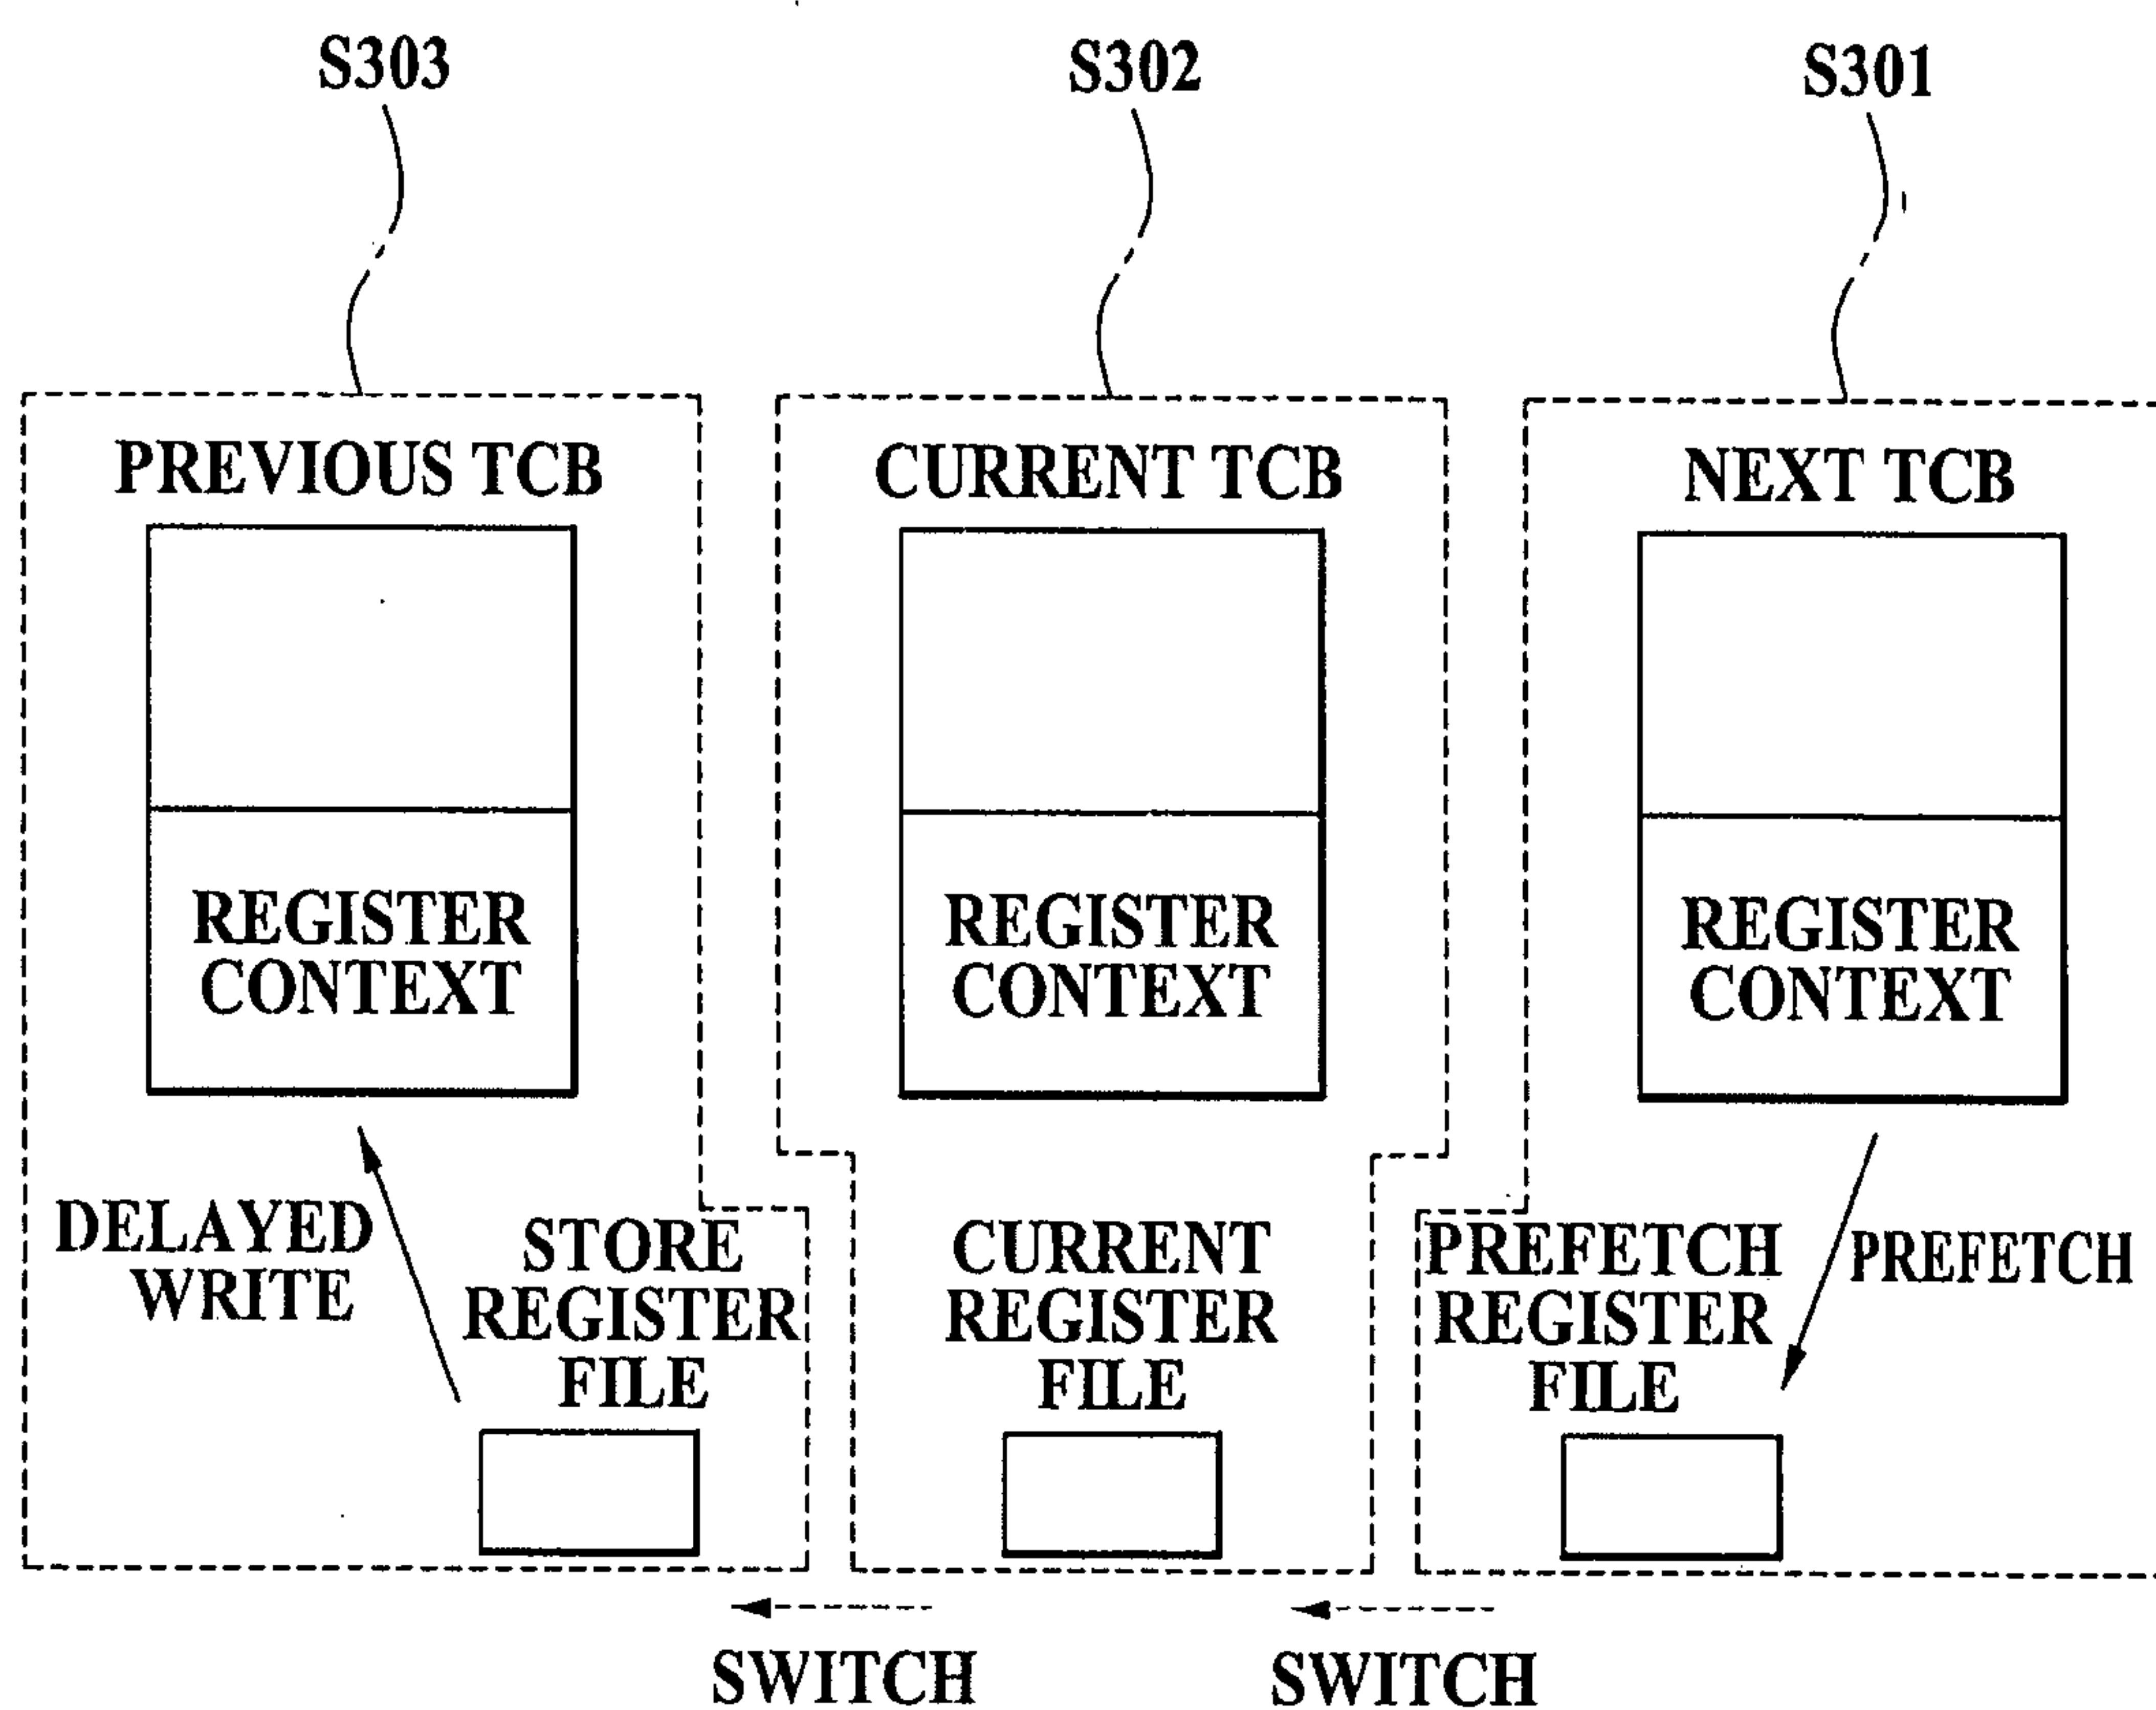 S303
S302
S301
PREVIOUS TCB
CURRENT TCB
NEXT TCB
REGISTER
CONTEXT
REGISTER
CONTEXT
REGISTER
CONTEXT
DELAYED
WRITE
STORE
REGISTER
FILE
CURRENT
REGISTER
FILE
PREFETCH
REGISTER
FILE
PREFETCH
SWITCH
SWITCH